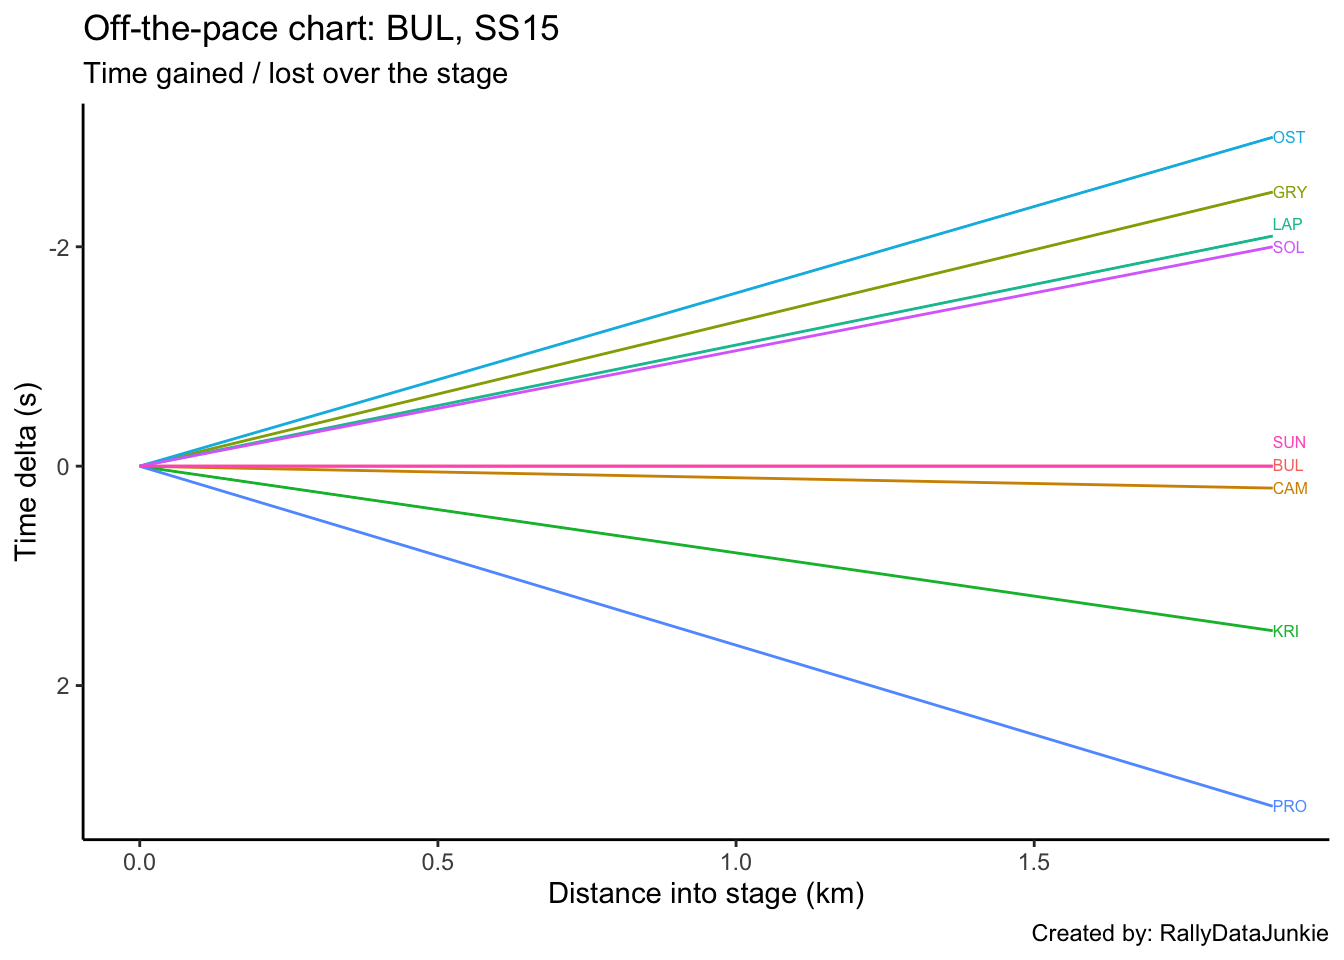 Off-the-pace chart: BUL, SS15
Time gained / lost over the stage
OST
GRY
LAP
-2
SOL
SUN
0
BUL
CAM
KRI
2
PRO
Time delta (s)
0.0 0.5 1.0 1.5
Distance into stage (km)
Created by: RallyDataJunkie